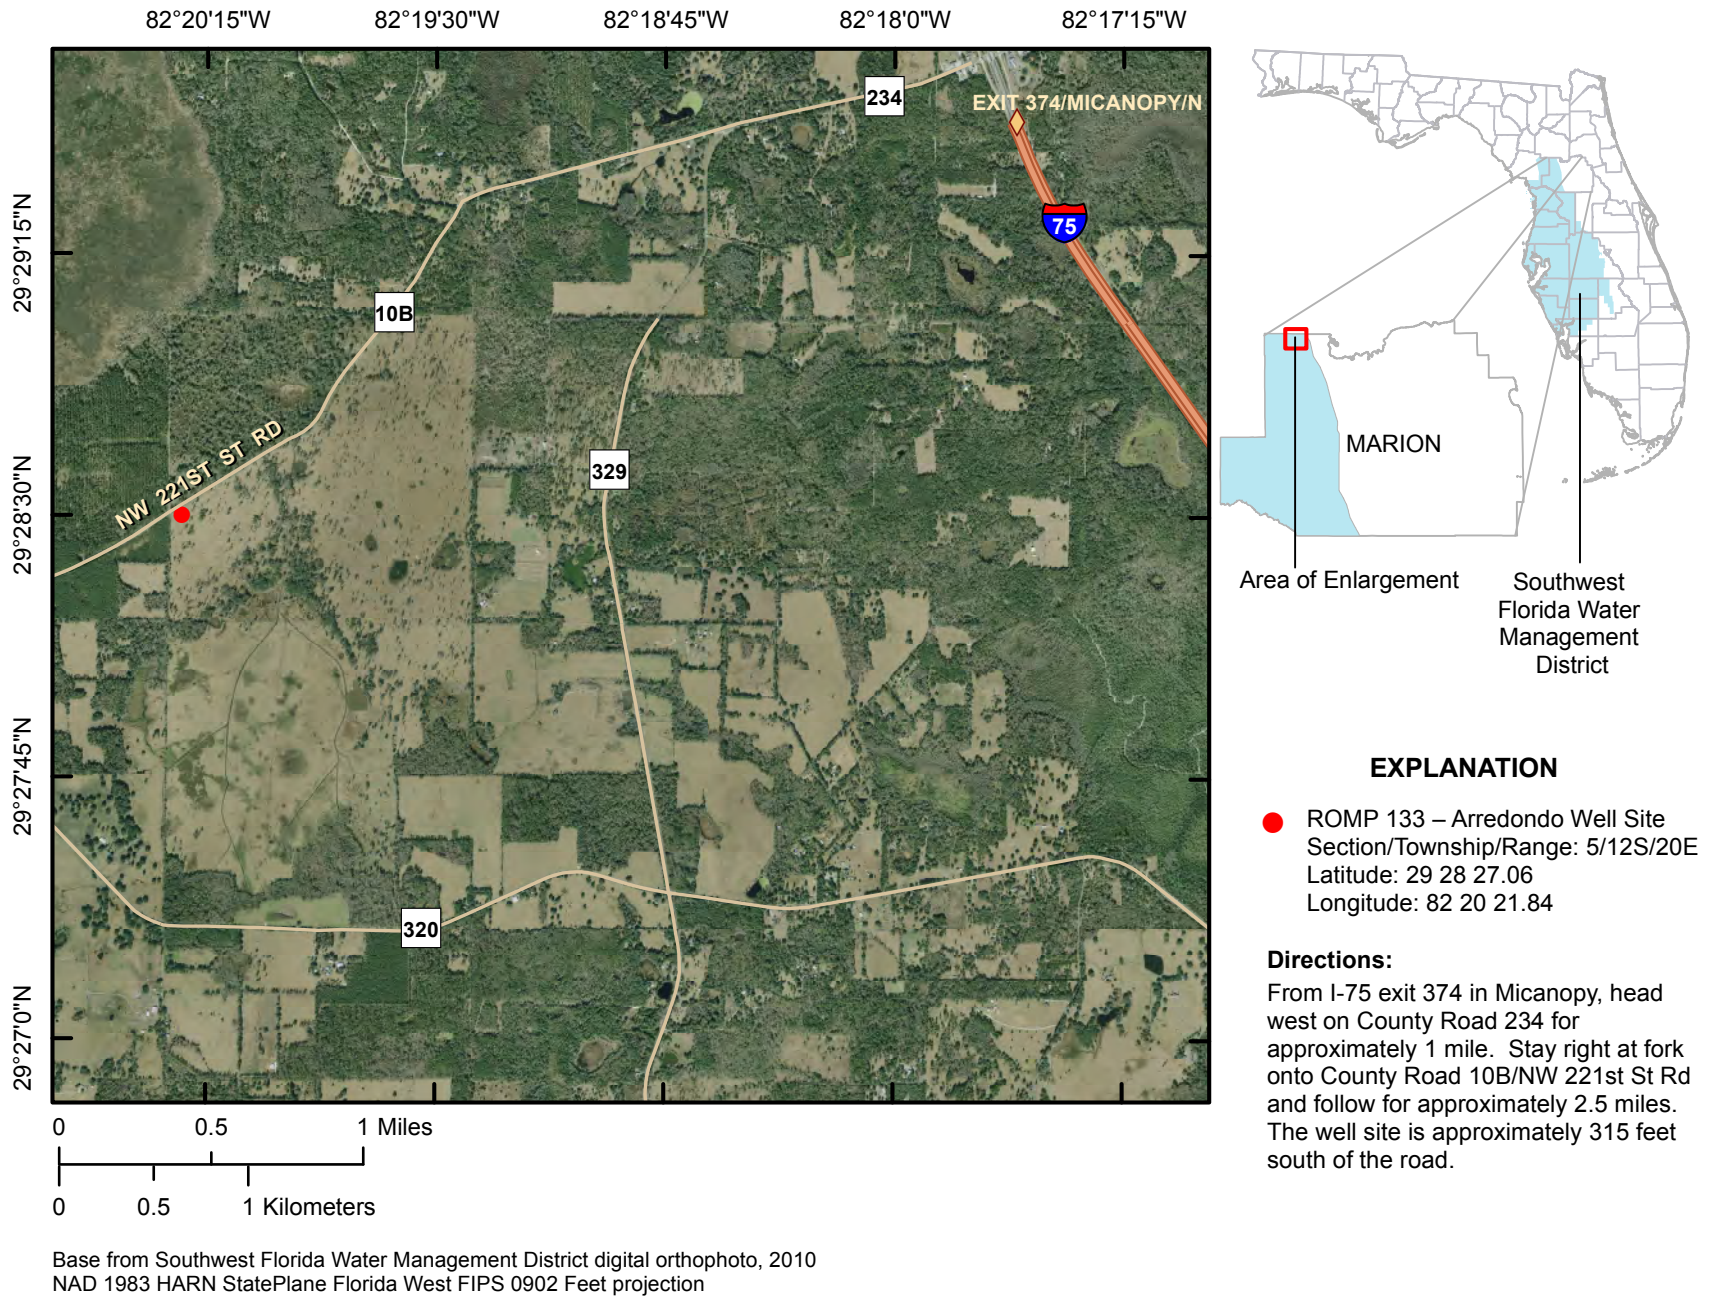 82°20'15"W 82°19'30"W 82°18'45"W 82°18'0"W 82°17'15"W
234
EXIT 374/MICANOPY/N
75
29°29'15"N
10B
NW 221ST ST RD
329
29°28'30"N
MARION
Area of Enlargement
Southwest
Florida Water
Management
District
29°27'45"N
320
29°27'0"N
EXPLANATION
ROMP 133 – Arredondo Well Site
Section/Township/Range: 5/12S/20E
Latitude: 29 28 27.06
Longitude: 82 20 21.84
Directions:
From I-75 exit 374 in Micanopy, head
west on County Road 234 for
approximately 1 mile.  Stay right at fork
onto County Road 10B/NW 221st St Rd
and follow for approximately 2.5 miles.
The well site is approximately 315 feet
south of the road.
0 0.5 1 Miles
0 0.5 1 Kilometers
Base from Southwest Florida Water Management District digital orthophoto, 2010
NAD 1983 HARN StatePlane Florida West FIPS 0902 Feet projection